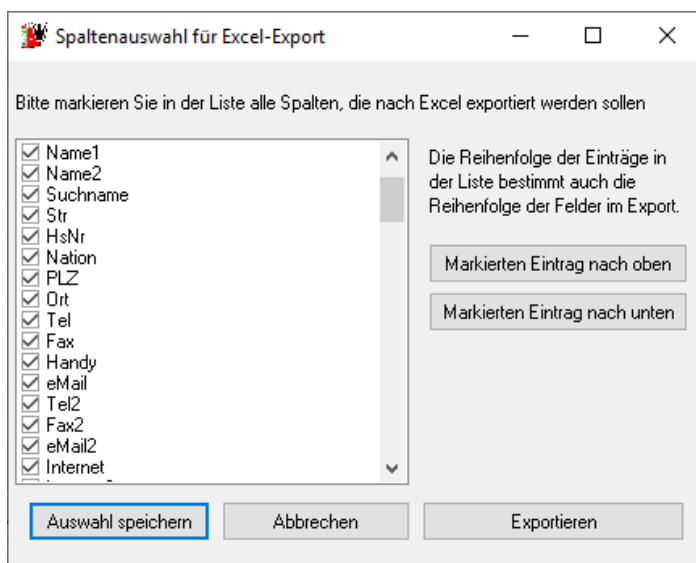 Spaltenauswahl für Excel-Export
Bitte markieren Sie in der Liste alle Spalten, die nach Excel exportiert werden sollen
Name1
Name2
Suchname
Str
HsNr
Nation
PLZ
Ort
Tel
Fax
Handy
eMail
Tel2
Fax2
eMail2
Internet
Die Reihenfolge der Einträge in
der Liste bestimmt auch die
Reihenfolge der Felder im Export.
Markierten Eintrag nach oben
Markierten Eintrag nach unten
Auswahl speichern
Abbrechen
Exportieren